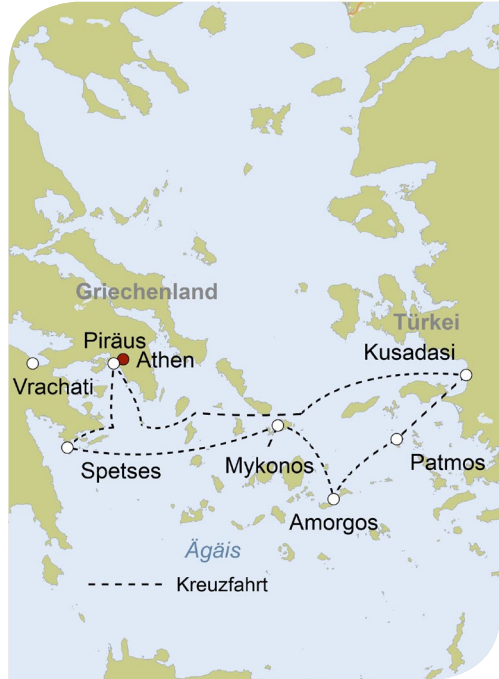 Griechenland
Türkei
Piräus
Athen
Kusadasi
Vrachati
Spetses
Mykonos
Patmos
Amorgos
Ägäis
Kreuzfahrt